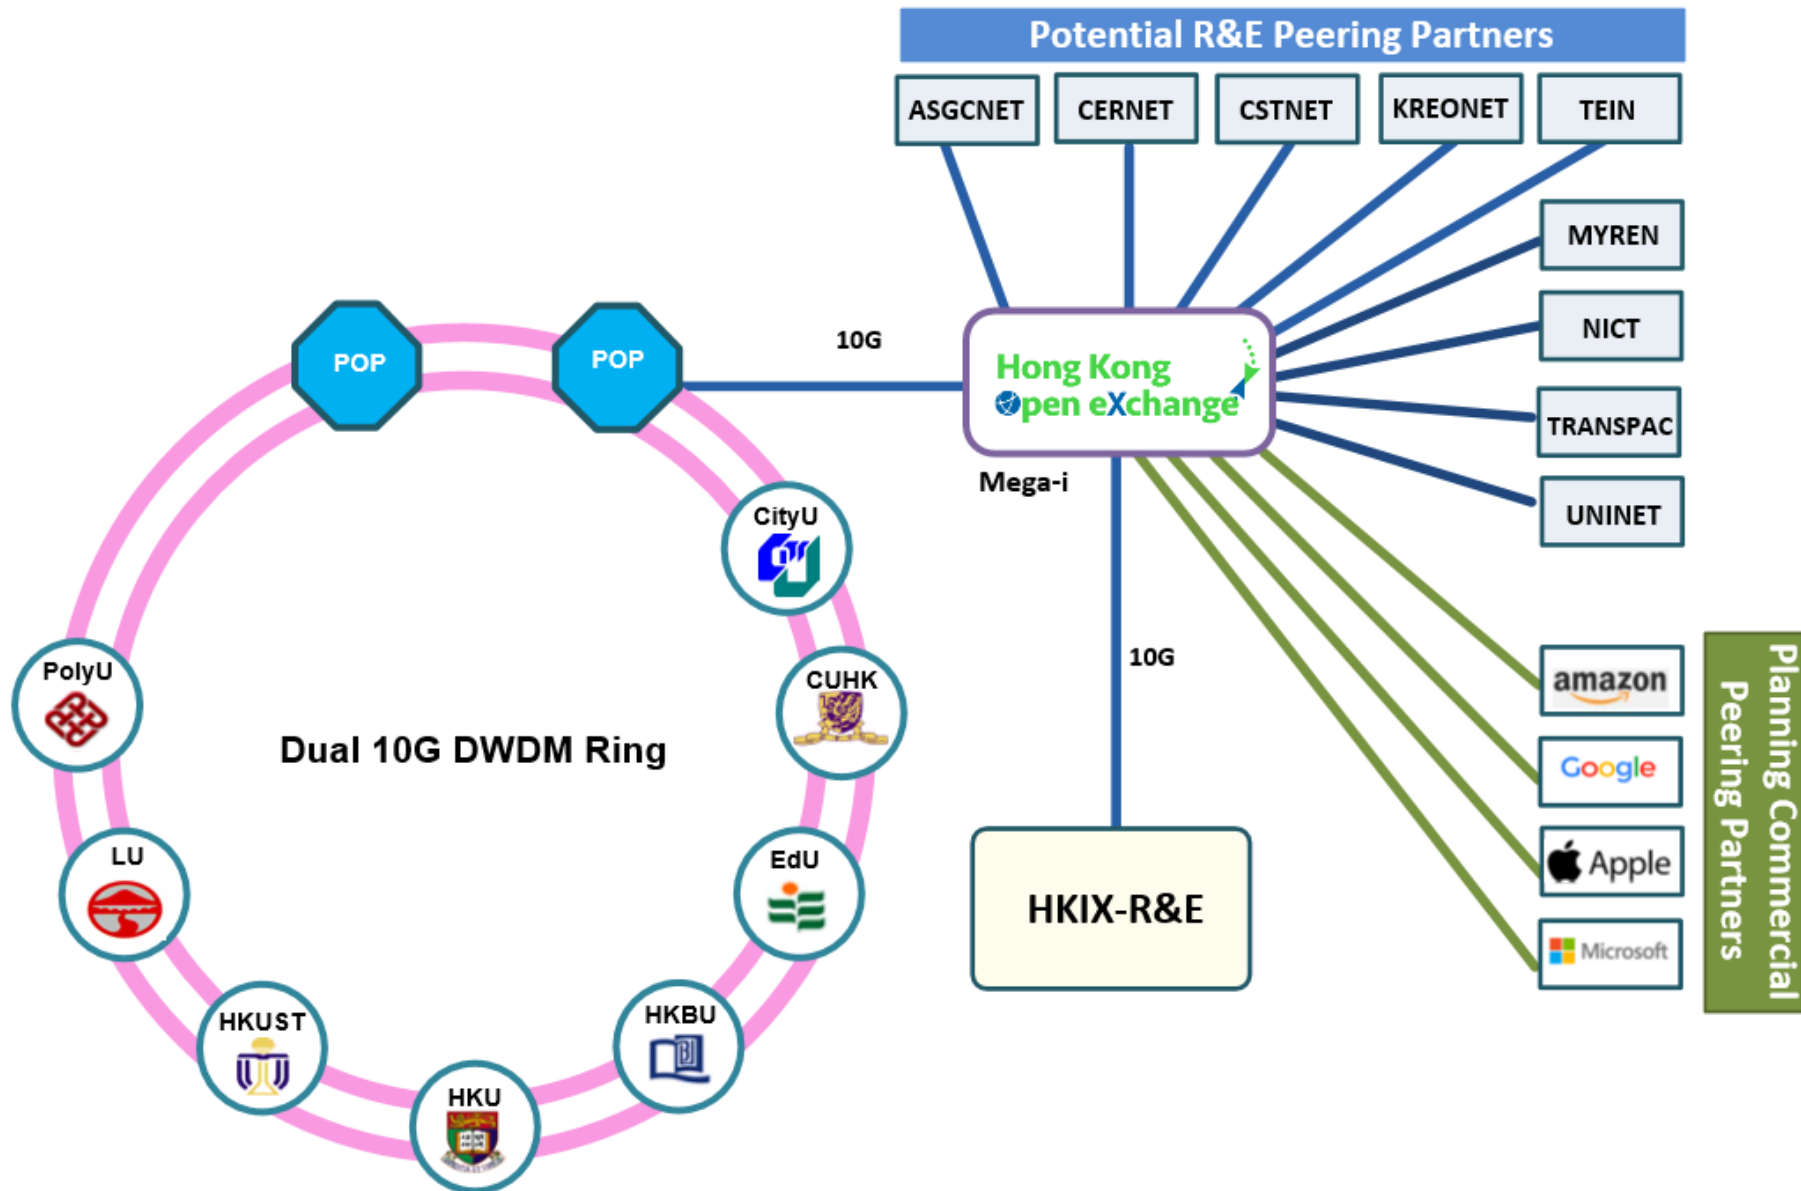 Potential R&E Peering Partners
ASGCNET
CERNET
CSTNET
KREONET
TEIN
MYREN
NICT
TRANSPAC
UNINET
POP
POP
10G
Hong Kong
Open eXchange
Mega-i
CityU
CUHK
EdU
HKBU
HKU
HKUST
LU
PolyU
Dual 10G DWDM Ring
10G
HKIX-R&E
amazon
Google
Apple
Microsoft
Planning Commercial
Peering Partners